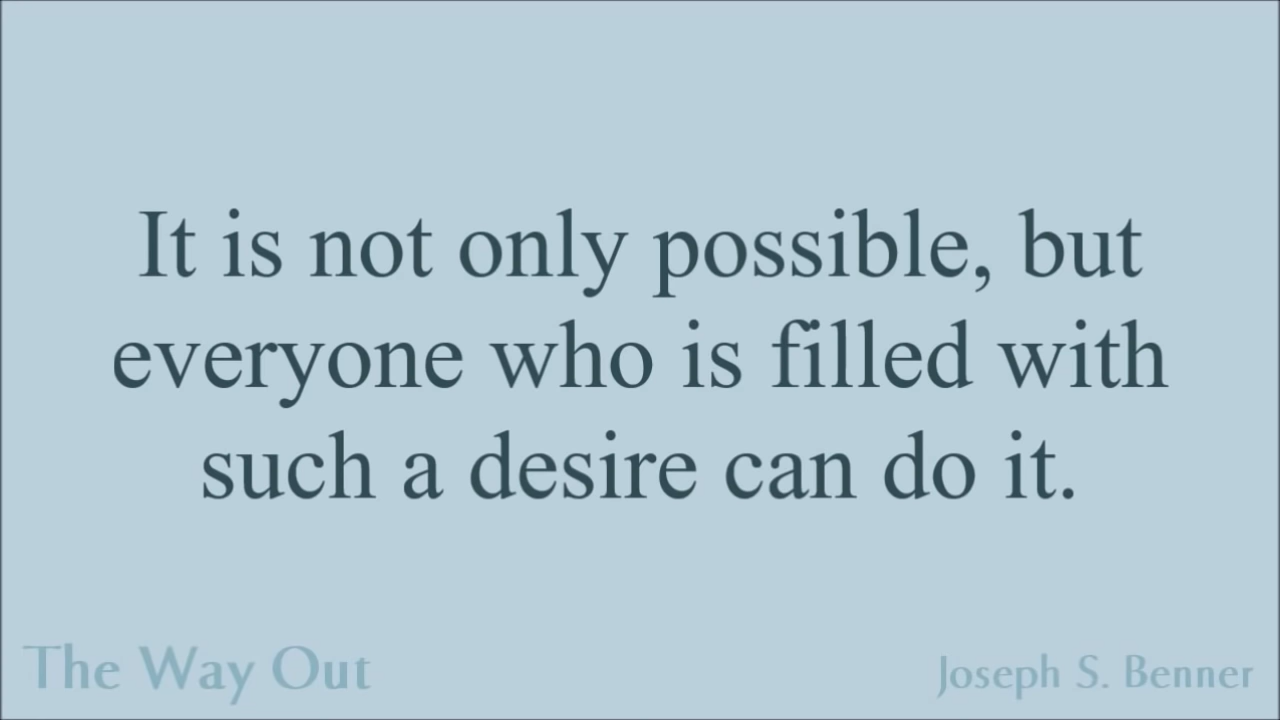 It is not only possible, but
everyone who is filled with
such a desire can do it.
The Way Out
Joseph S. Benner